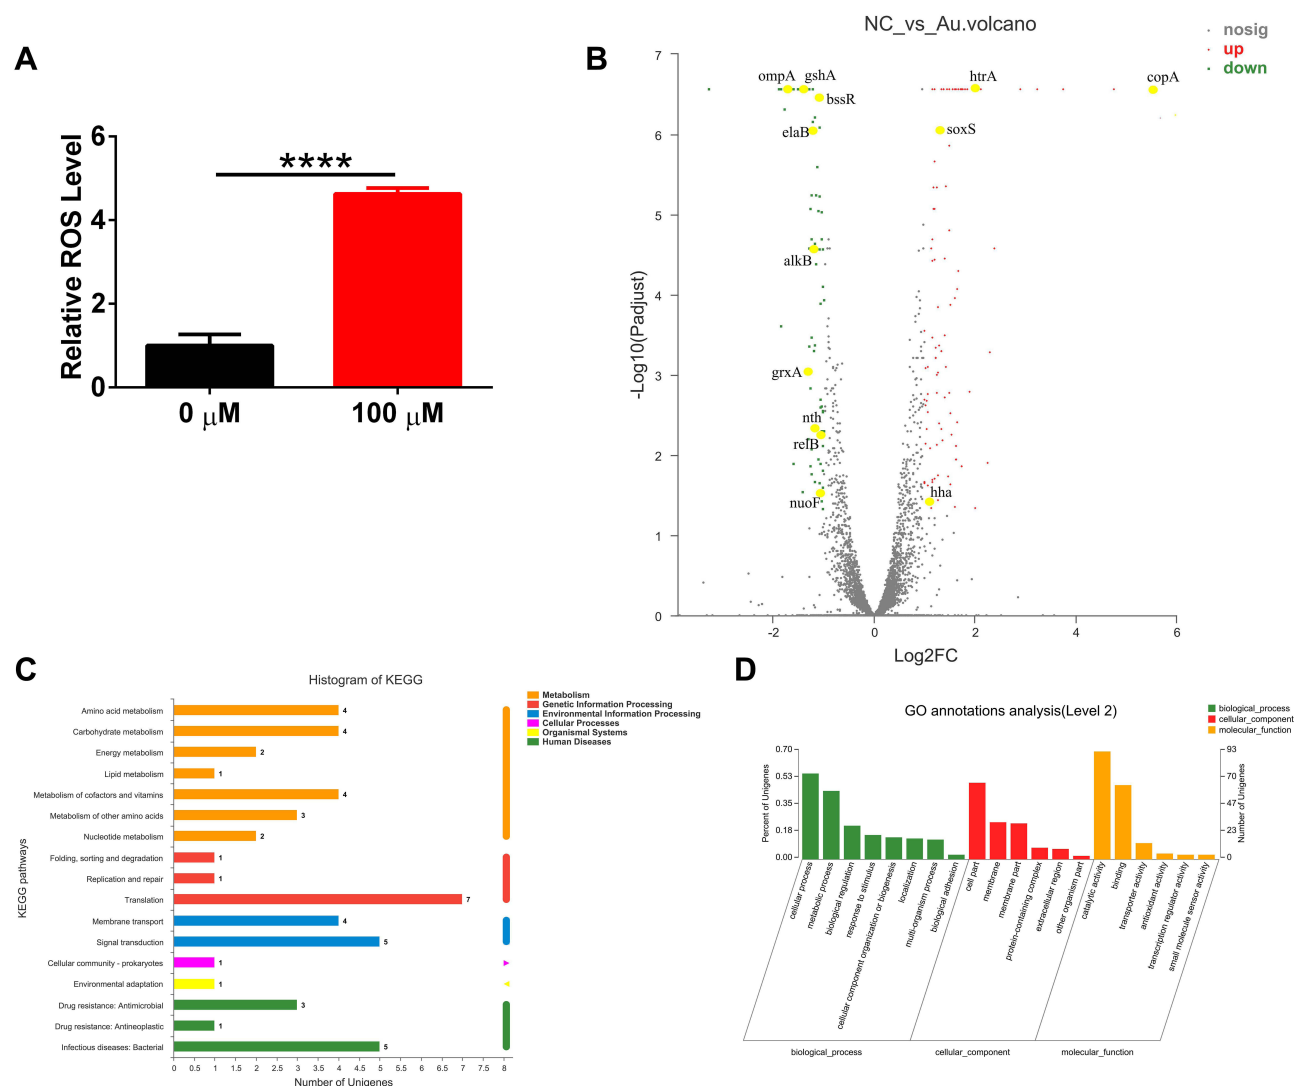 A
Relative ROS Level
6
4
2
0
****
0 μM
100 μM
B
NC_vs_Au.volcano
nosig
up
down
-Log10(Padjust)
7
6
5
4
3
2
1
0
-2
0
2
4
6
Log2FC
ompA
gshA
bssR
elaB
htrA
copA
soxS
alkB
grxA
nth
relB
nuoF
hha
C
Histogram of KEGG
KEGG pathways
Amino acid metabolism 4
Carbohydrate metabolism 4
Energy metabolism 2
Lipid metabolism 1
Metabolism of cofactors and vitamins 4
Metabolism of other amino acids 3
Nucleotide metabolism 2
Folding, sorting and degradation 1
Replication and repair 1
Translation 7
Membrane transport 4
Signal transduction 5
Cellular community - prokaryotes 1
Environmental adaptation 1
Drug resistance: Antimicrobial 3
Drug resistance: Antineoplastic 1
Infectious diseases: Bacterial 5
0 0.5 1 1.5 2 2.5 3 3.5 4 4.5 5 5.5 6 6.5 7 7.5 8
Number of Unigenes
Metabolism
Genetic Information Processing
Environmental Information Processing
Cellular Processes
Organismal Systems
Human Diseases
D
GO annotations analysis(Level 2)
biological_process
cellular_component
molecular_function
Percent of Unigenes
0.70
0.53
0.35
0.18
0.00
93
70
47
23
0
Number of Unigenes
cellular process
metabolic process
biological regulation
response to stimulus
cellular component organization or biogenesis
localization
multi-organism process
biological adhesion
cell part
membrane
membrane part
protein-containing complex
extracellular region
other organism part
catalytic activity
binding
transporter activity
antioxidant activity
transcription regulator activity
small molecule sensor activity
biological_process
cellular_component
molecular_function